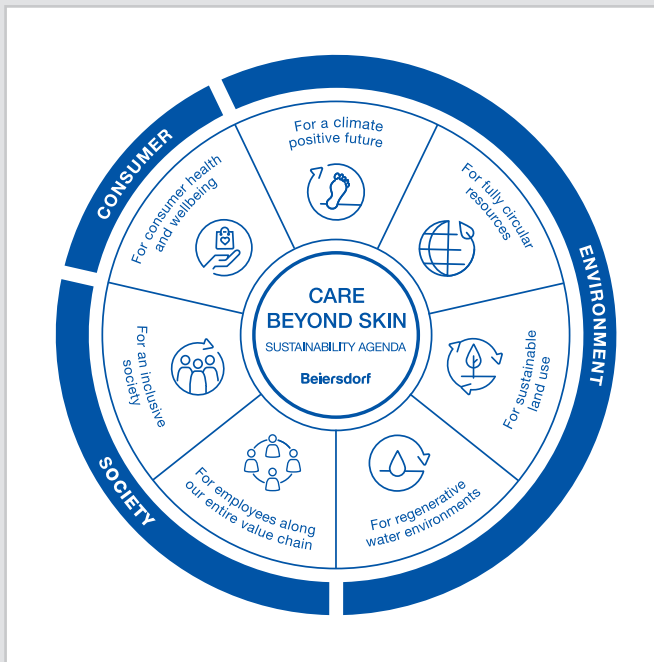 CONSUMER
ENVIRONMENT
SOCIETY
For a climate
positive future
For fully circular
resources
For sustainable
land use
For regenerative
water environments
For employees along
our entire value chain
For an inclusive
society
For consumer health
and wellbeing
CARE
BEYOND SKIN
SUSTAINABILITY AGENDA
Beiersdorf